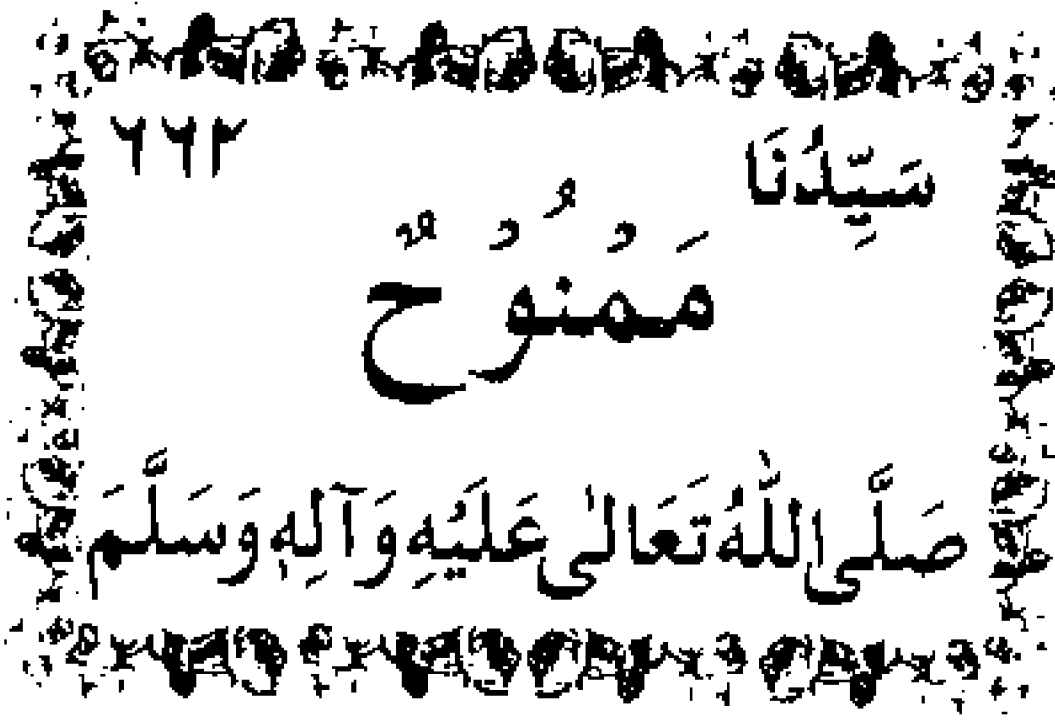 سَيِّدُنَا ٦٦٢
مَمْنُوْحٌ
صَلَّى اللّٰهُ تَعَالٰى عَلَيْهِ وَآلِهٖ وَسَلَّمَ